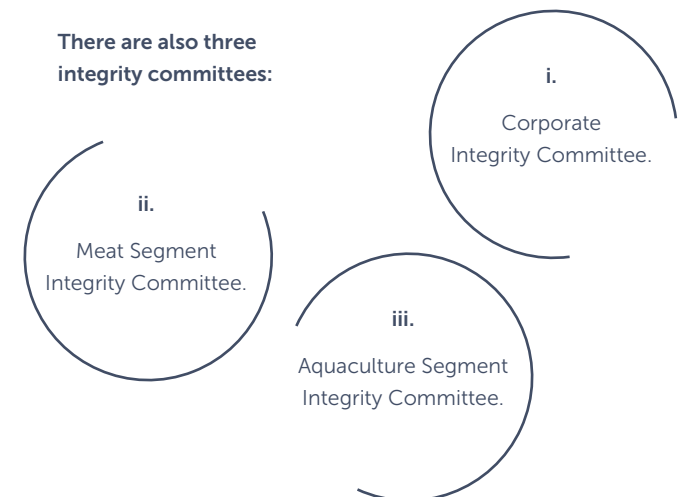 There are also three
integrity committees:
i.
Corporate
Integrity Committee.
ii.
Meat Segment
Integrity Committee.
iii.
Aquaculture Segment
Integrity Committee.